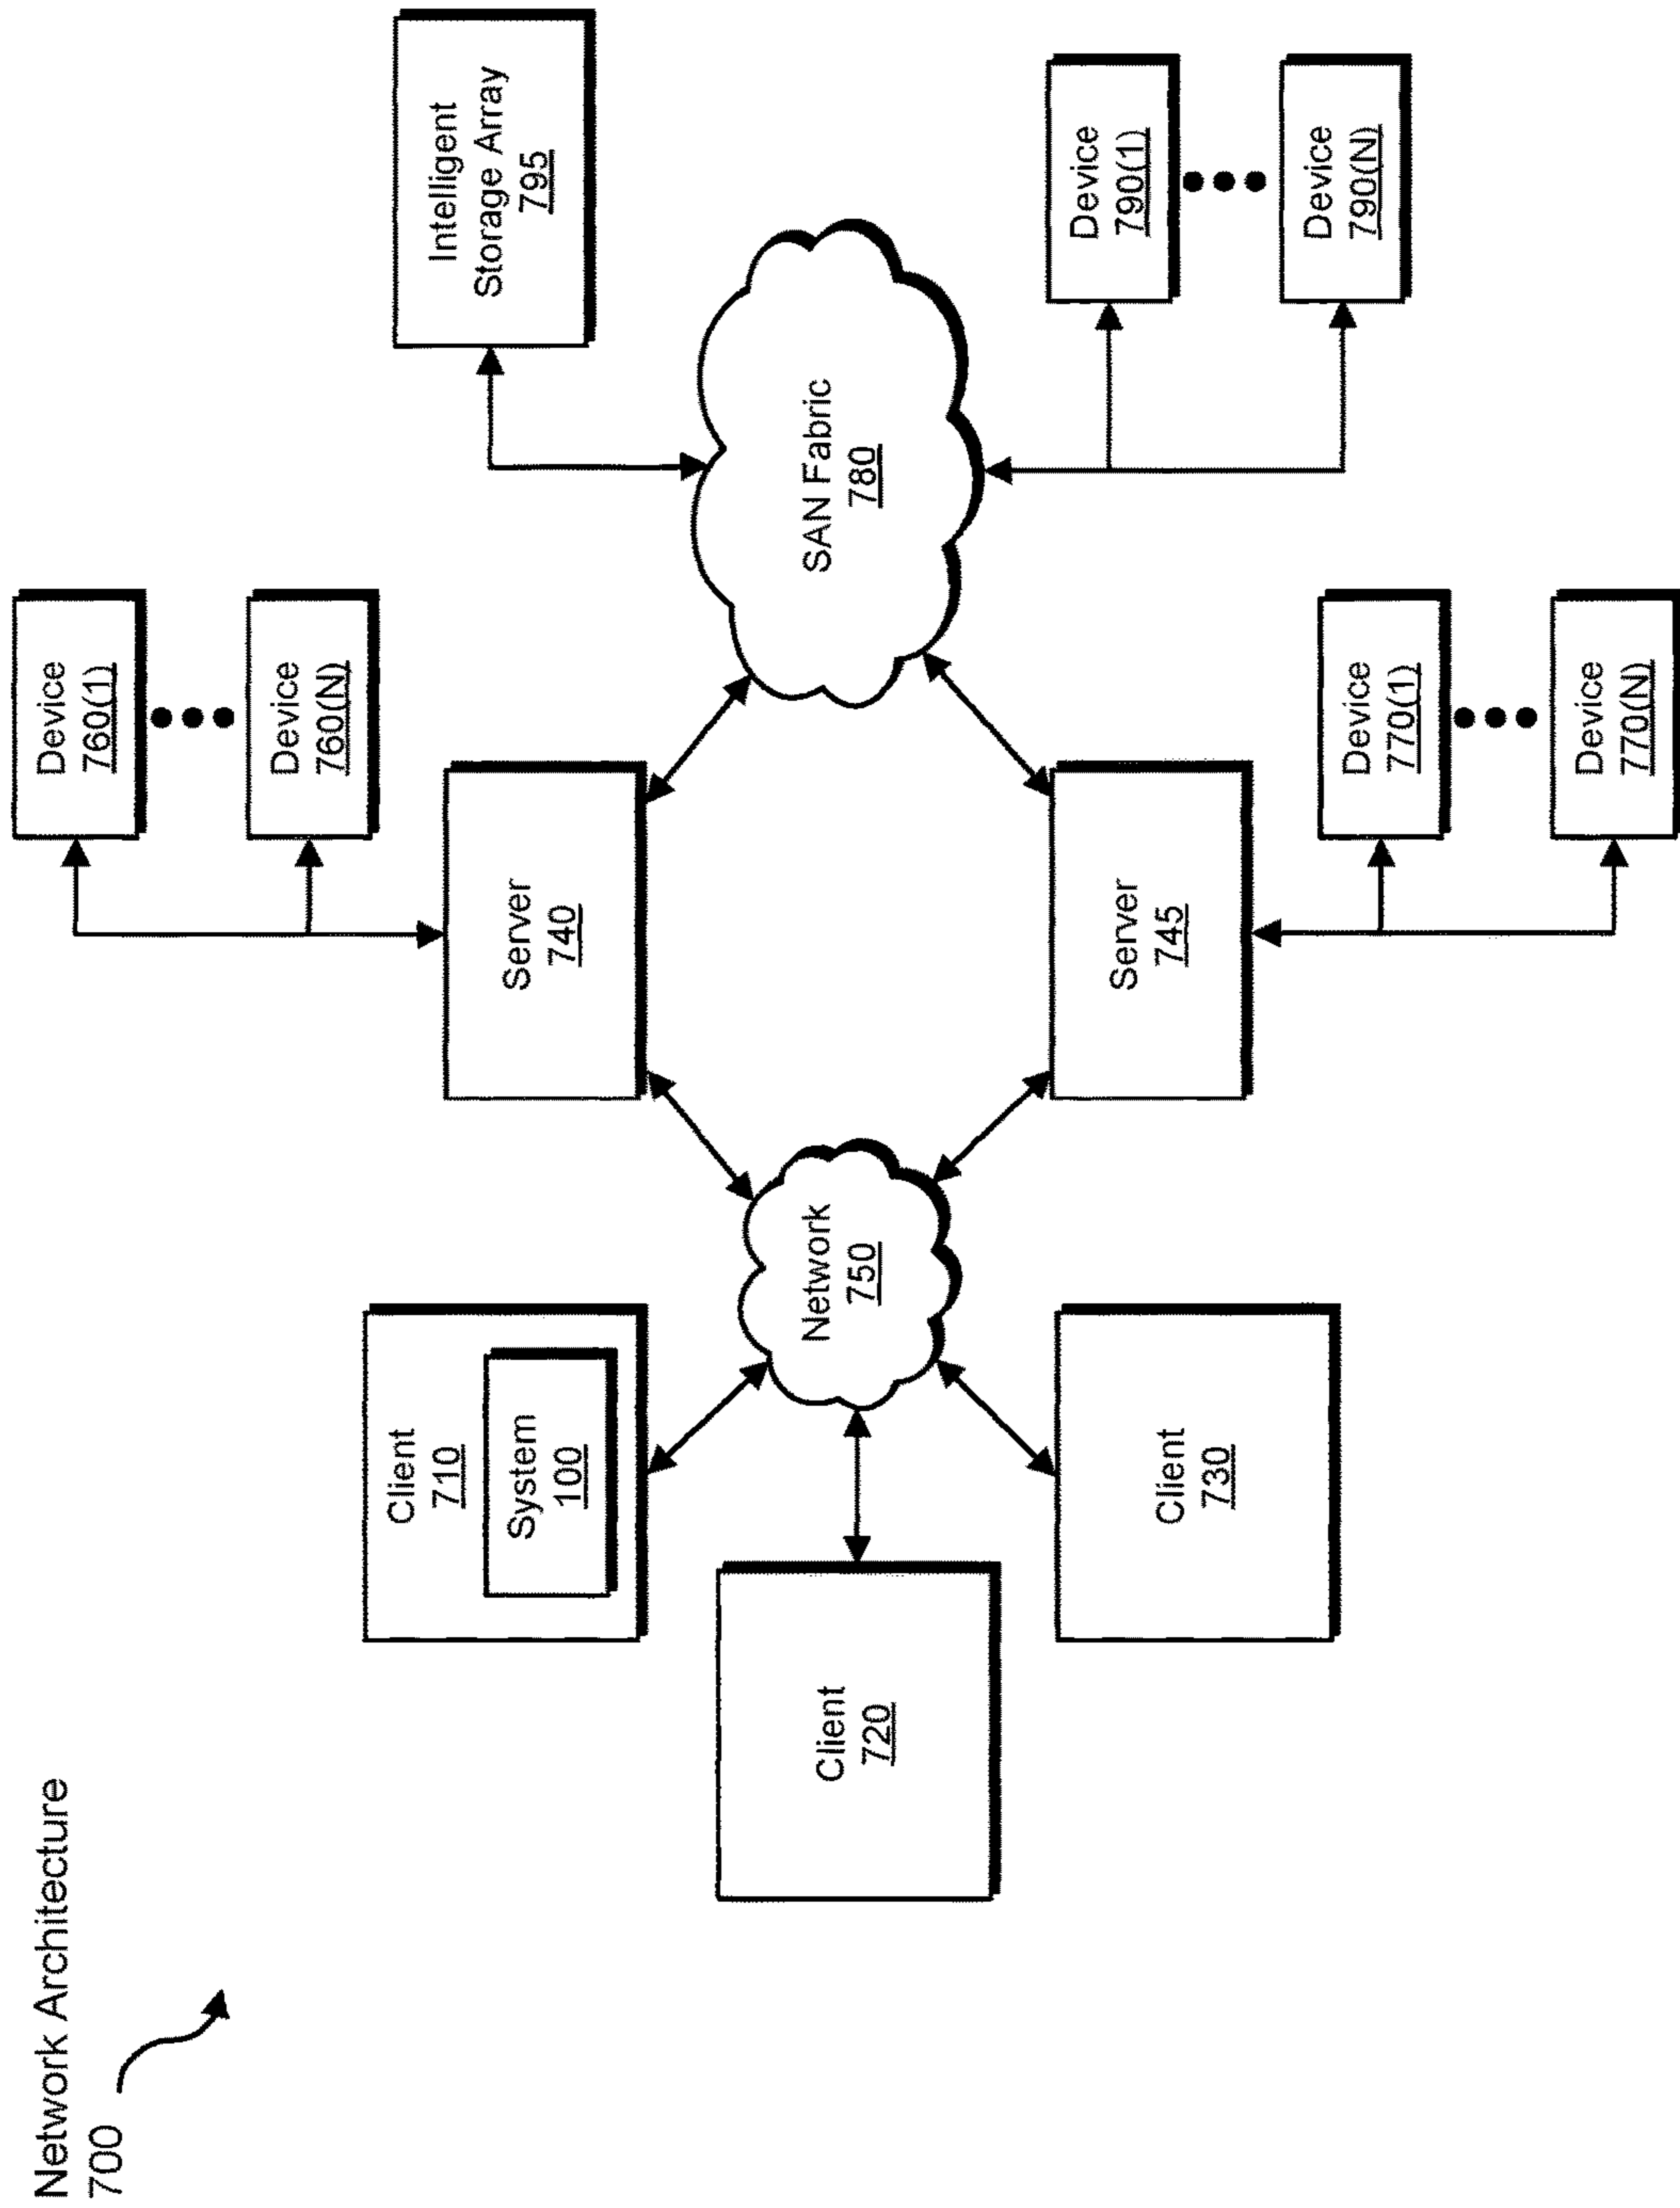 Network Architecture
700
Client
710
System
100
Client
720
Client
730
Network
750
Server
740
Server
745
Device
760(1)
Device
760(N)
Device
770(1)
Device
770(N)
SAN Fabric
780
Intelligent
Storage Array
795
Device
790(1)
Device
790(N)